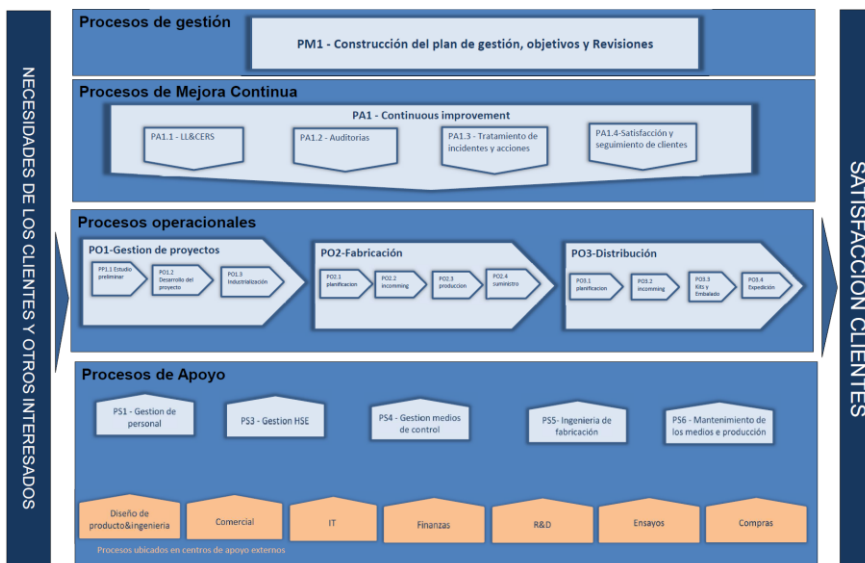 NECESIDADES DE LOS CLIENTES Y OTROS INTERESADOS
Procesos de gestión
PM1 - Construcción del plan de gestión, objetivos y Revisiones
Procesos de Mejora Continua
PA1 - Continuous improvement
PA1.1 - LL&CERS
PA1.2 - Auditorias
PA1.3 - Tratamiento de
incidentes y acciones
PA1.4-Satisfacción y
seguimiento de clientes
Procesos operacionales
PO1-Gestion de proyectos
PP1.1 Estudio
preliminar
PO1.2
Desarrollo del
proyecto
PO1.3
Industrialización
PO2-Fabricación
PO2.1
planificacion
PO2.2
incomming
PO2.3
produccion
PO2.4
suministro
PO3-Distribución
PO3.1
planificacion
PO3.2
incomming
PO3.3
Kits y
Embalado
PO3.4
Expedición
Procesos de Apoyo
PS1 - Gestion de
personal
PS3 - Gestion HSE
PS4 - Gestion medios
de control
PS5- Ingenieria de
fabricación
PS6 - Mantenimiento de
los medios e producción
Diseño de
producto&ingenieria
Comercial
IT
Finanzas
R&D
Ensayos
Compras
Procesos ubicados en centros de apoyo externos
SATISFACCIÓN CLIENTES